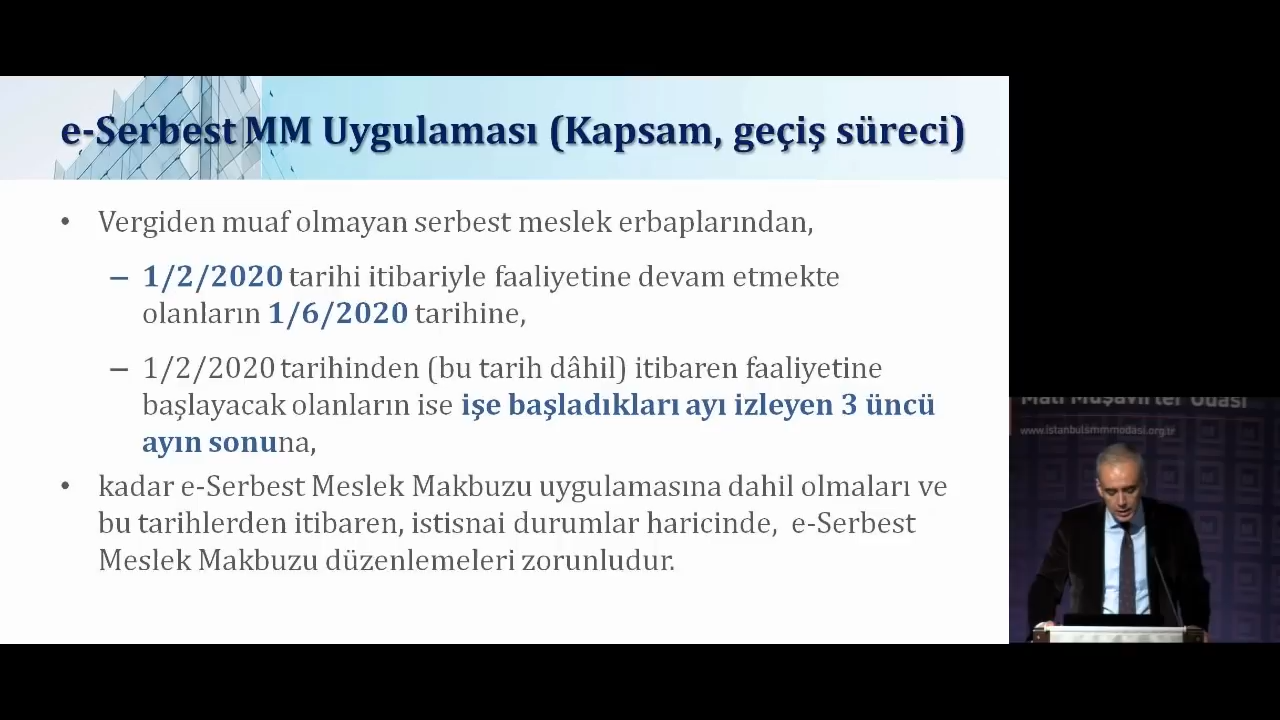 e-Serbest MM Uygulaması (Kapsam, geçiş süreci)
• Vergiden muaf olmayan serbest meslek erbaplarından,
– 1/2/2020 tarihi itibariyle faaliyetine devam etmekte
olanların 1/6/2020 tarihine,
– 1/2/2020 tarihinden (bu tarih dâhil) itibaren faaliyetine
başlayacak olanların ise işe başladıkları ayı izleyen 3 üncü
ayın sonuna,
• kadar e-Serbest Meslek Makbuzu uygulamasına dahil olmaları ve
bu tarihlerden itibaren, istisnai durumlar haricinde, e-Serbest
Meslek Makbuzu düzenlemeleri zorunludur.
Mali Müşavirler Odası
www.istanbulsmmmodasi.org.tr